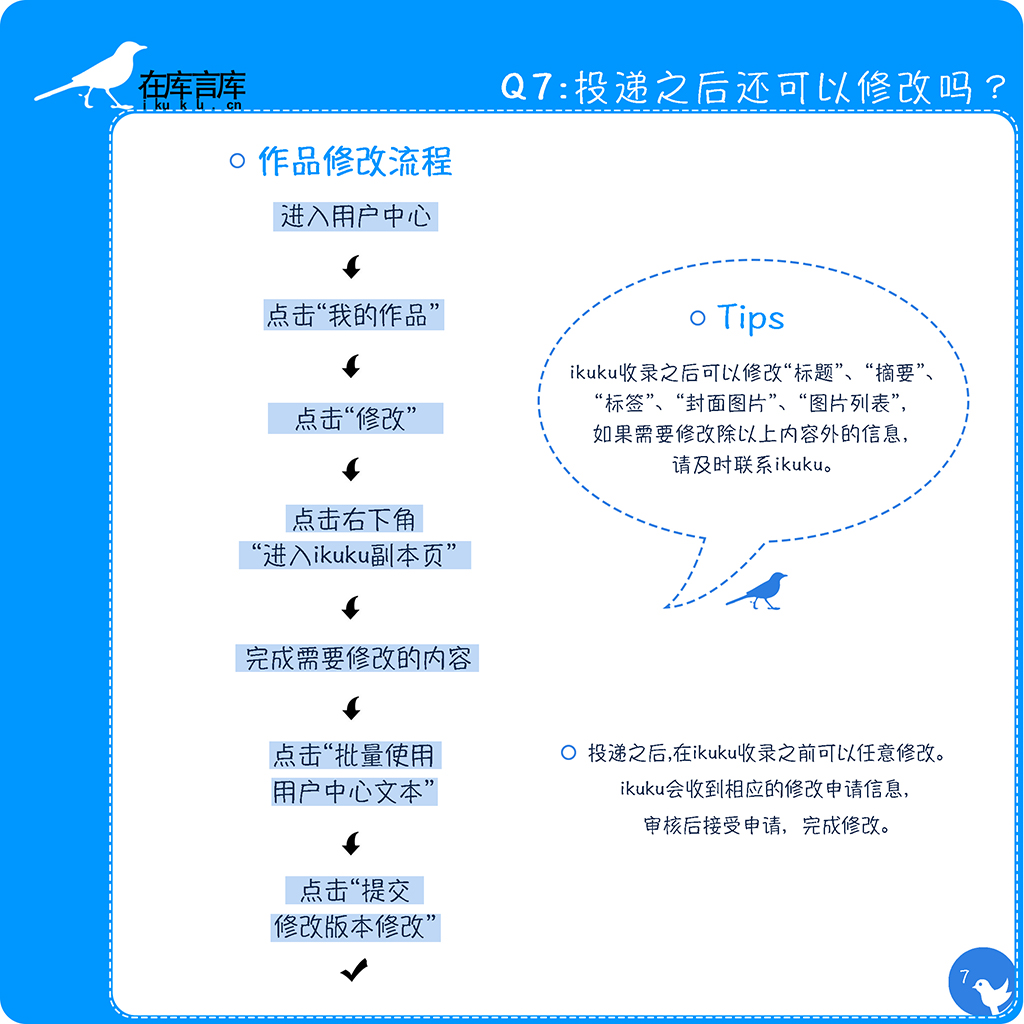 在库言库
ikuku.cn
Q7:投递之后还可以修改吗？
作品修改流程
进入用户中心
点击“我的作品”
点击“修改”
点击右下角
“进入ikuku副本页”
完成需要修改的内容
点击“批量使用
用户中心文本”
点击“提交
修改版本修改”
Tips
ikuku收录之后可以修改“标题”、“摘要”、
“标签”、“封面图片”、“图片列表”,
如果需要修改除以上内容外的信息,
请及时联系ikuku。
投递之后,在ikuku收录之前可以任意修改。
ikuku会收到相应的修改申请信息,
审核后接受申请, 完成修改。
7